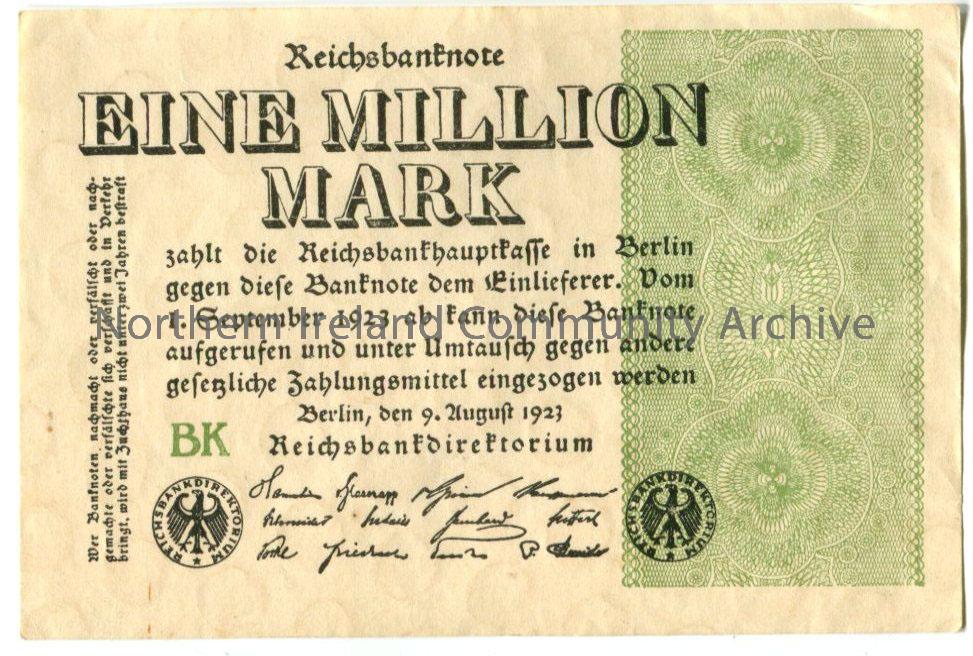 Reichsbanknote
EINE MILLION
MARK
zahlt die Reichsbankhauptkasse in Berlin
gegen diese Banknote dem Einlieferer. Vom
1. September 1923 ab kann diese Banknote
aufgerufen und unter Umtausch gegen andere
gesetzliche Zahlungsmittel eingezogen werden
Berlin, den 9. August 1923
Reichsbankdirektorium
BK
REICHSBANKDIREKTORIUM
REICHSBANKDIREKTORIUM
Wer Banknoten nachmacht oder verfälscht oder nach-
gemachte oder verfälschte sich verschafft und in Verkehr
bringt, wird mit Zuchthaus nicht unter zwei Jahren bestraft
Northern Ireland Community Archive